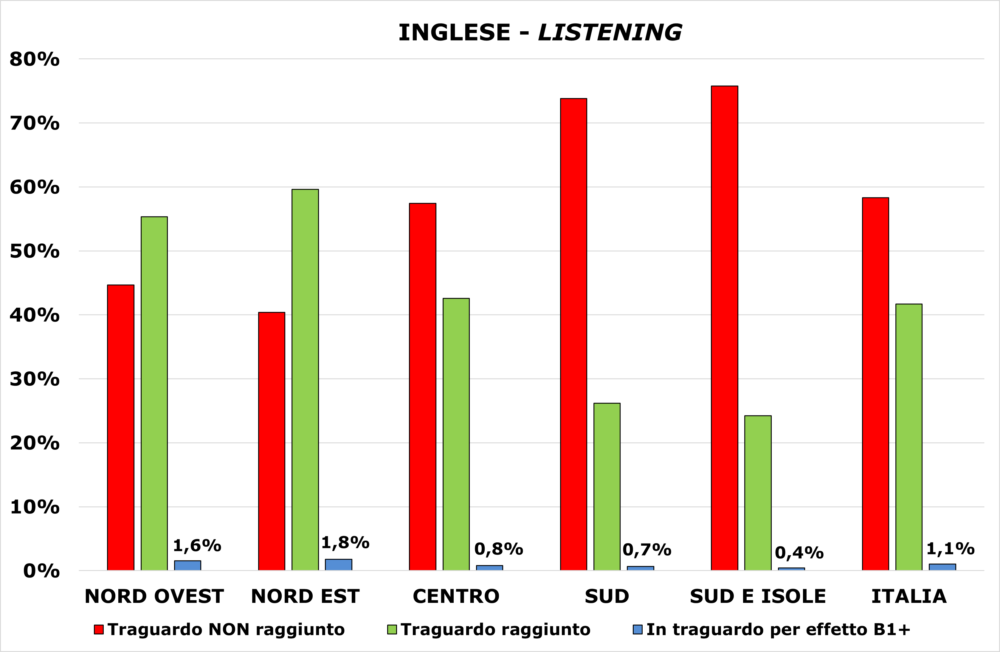 INGLESE - LISTENING
80%
70%
60%
50%
40%
30%
20%
10%
0%
1,6%
1,8%
0,8%
0,7%
0,4%
1,1%
NORD OVEST
NORD EST
CENTRO
SUD
SUD E ISOLE
ITALIA
Traguardo NON raggiunto
Traguardo raggiunto
In traguardo per effetto B1+